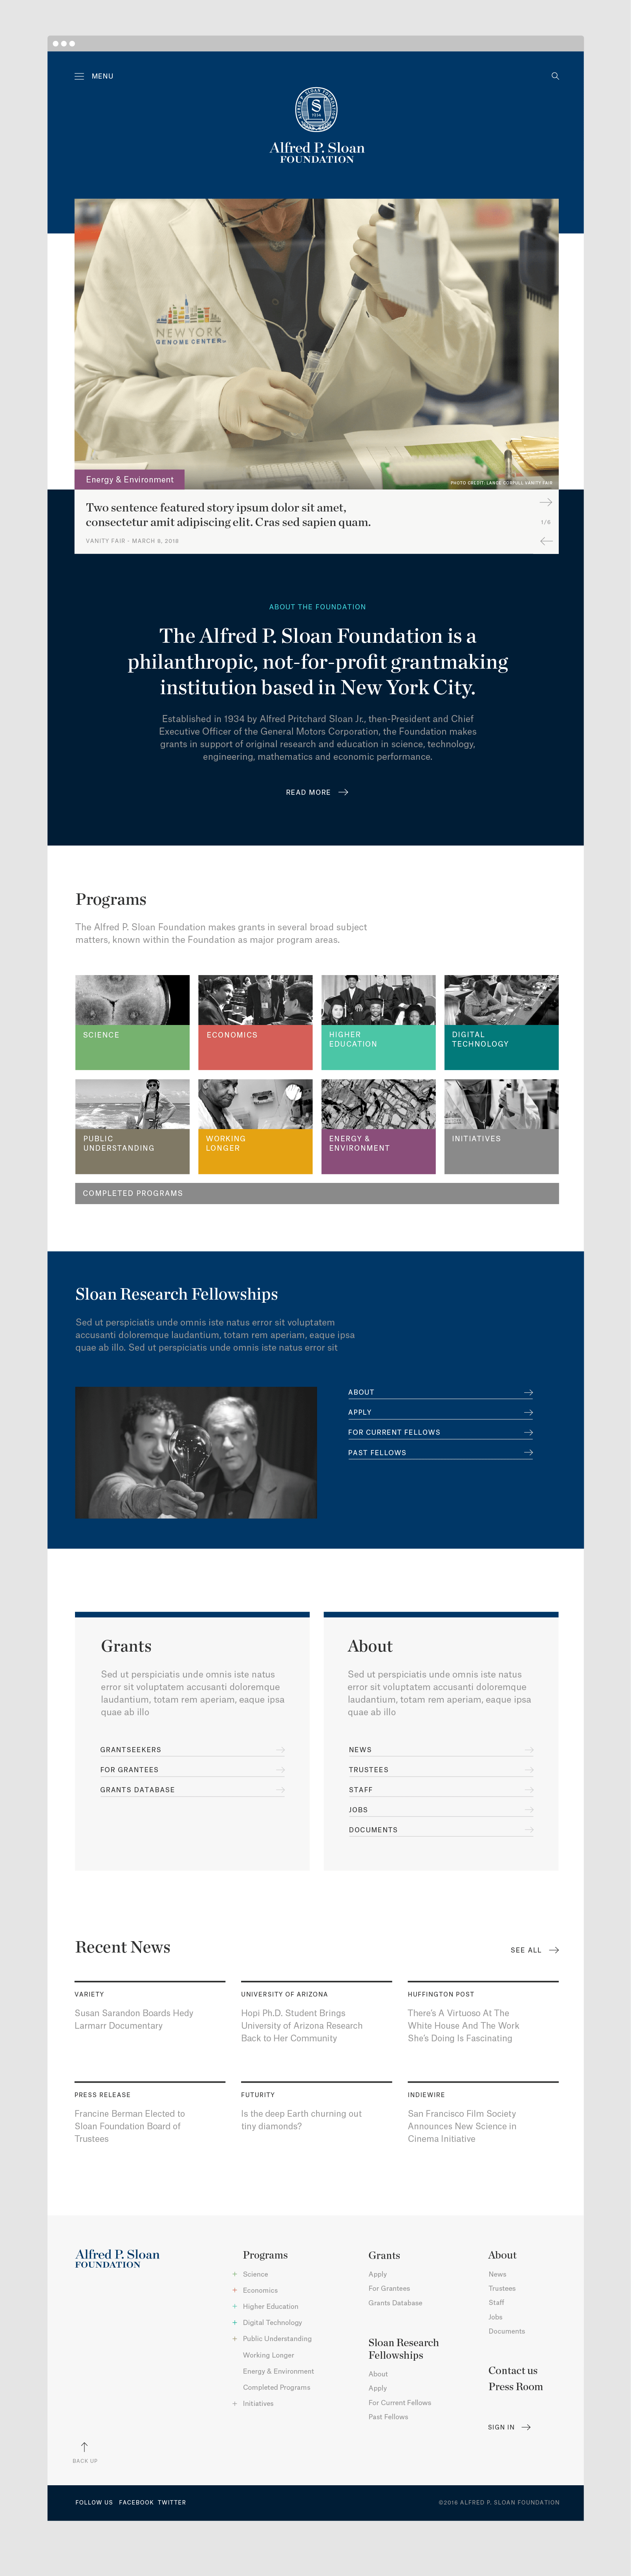 MENU
S
1934
Alfred P. Sloan
FOUNDATION
NEWYORK
GENOME CENTER
Energy & Environment
Two sentence featured story ipsum dolor sit amet,
consectetur amit adipiscing elit. Cras sed sapien quam.
VANITY FAIR · MARCH 8, 2016
1/6
ABOUT THE FOUNDATION
The Alfred P. Sloan Foundation is a
philanthropic, not-for-profit grantmaking
institution based in New York City.
Established in 1934 by Alfred Pritchard Sloan Jr., then-President and Chief
Executive Officer of the General Motors Corporation, the Foundation makes
grants in support of original research and education in science, technology,
engineering, mathematics and economic performance.
READ MORE
Programs
The Alfred P. Sloan Foundation makes grants in several broad subject
matters, known within the Foundation as major program areas.
SCIENCE
ECONOMICS
HIGHER
EDUCATION
DIGITAL
TECHNOLOGY
PUBLIC
UNDERSTANDING
WORKING
LONGER
ENERGY &
ENVIRONMENT
INITIATIVES
COMPLETED PROGRAMS
Sloan Research Fellowships
Sed ut perspiciatis unde omnis iste natus error sit voluptatem
accusanti doloremque laudantium, totam rem aperiam, eaque ipsa
quae ab illo. Sed ut perspiciatis unde omnis iste natus error sit
ABOUT
APPLY
FOR CURRENT FELLOWS
PAST FELLOWS
Grants
Sed ut perspiciatis unde omnis iste natus
error sit voluptatem accusanti doloremque
laudantium, totam rem aperiam, eaque ipsa
quae ab illo
GRANTSEEKERS
FOR GRANTEES
GRANTS DATABASE
About
Sed ut perspiciatis unde omnis iste natus
error sit voluptatem accusanti doloremque
laudantium, totam rem aperiam, eaque ipsa
quae ab illo
NEWS
TRUSTEES
STAFF
JOBS
DOCUMENTS
Recent News
SEE ALL
VARIETY
Susan Sarandon Boards Hedy
Larmarr Documentary
UNIVERSITY OF ARIZONA
Hopi Ph.D. Student Brings
University of Arizona Research
Back to Her Community
HUFFINGTON POST
There's A Virtuoso At The
White House And The Work
She's Doing Is Fascinating
PRESS RELEASE
Francine Berman Elected to
Sloan Foundation Board of
Trustees
FUTURITY
Is the deep Earth churning out
tiny diamonds?
INDIEWIRE
San Francisco Film Society
Announces New Science in
Cinema Initiative
Alfred P. Sloan
FOUNDATION
BACK UP
Programs
Science
Economics
Higher Education
Digital Technology
Public Understanding
Working Longer
Energy & Environment
Completed Programs
Initiatives
Grants
Apply
For Grantees
Grants Database
Sloan Research
Fellowships
About
Apply
For Current Fellows
Past Fellows
About
News
Trustees
Staff
Jobs
Documents
Contact us
Press Room
SIGN IN
FOLLOW US FACEBOOK TWITTER
©2016 ALFRED P. SLOAN FOUNDATION